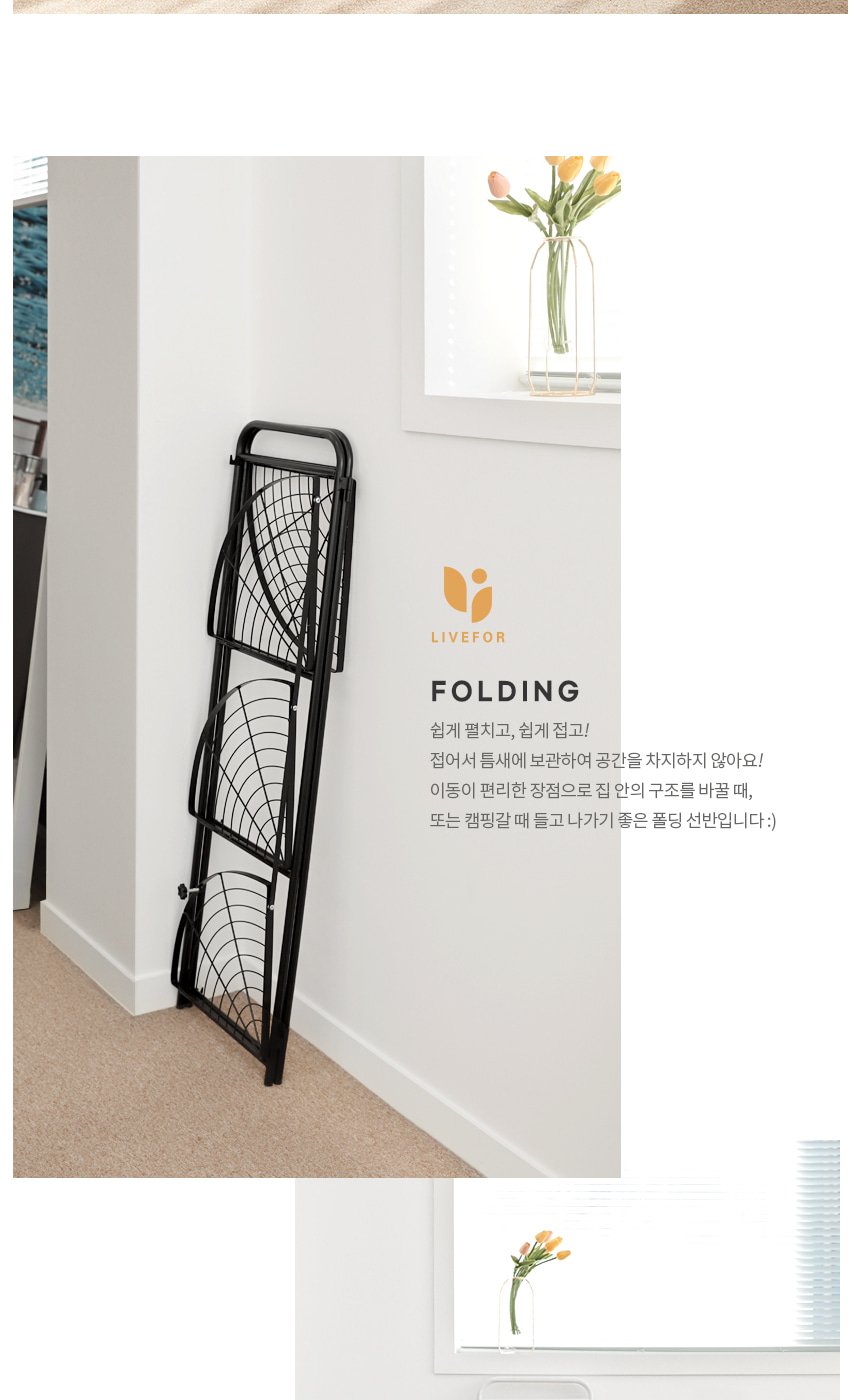 LIVEFOR
FOLDING
쉽게 펼치고, 쉽게 접고!
접어서 틈새에 보관하여 공간을 차지하지 않아요!
이동이 편리한 장점으로 집 안의 구조를 바꿀 때,
또는 캠핑갈 때 들고 나가기 좋은 폴딩 선반입니다 :)